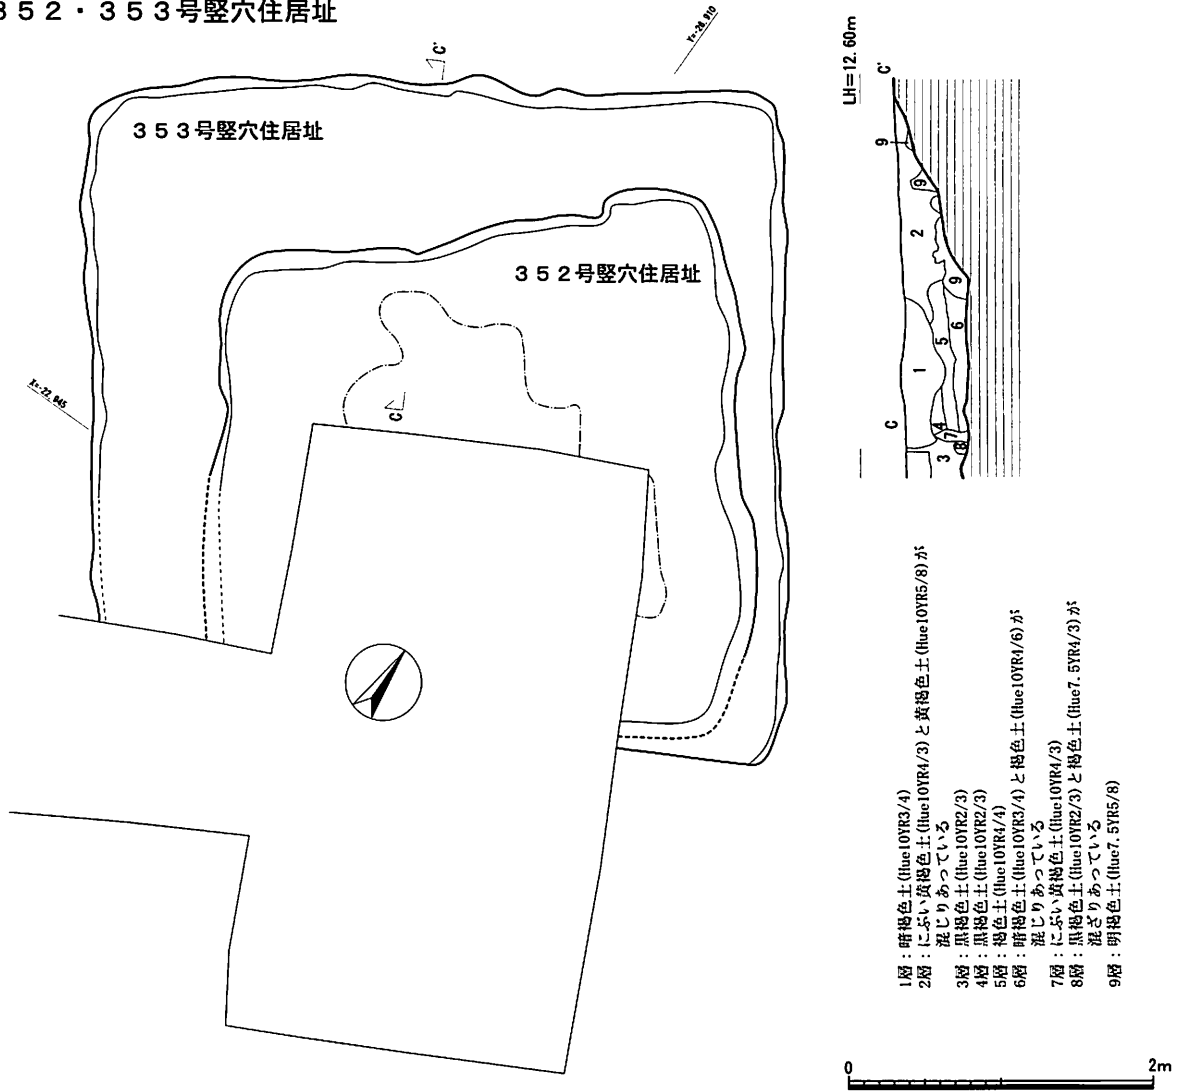 352・353号竪穴住居址
C'
Y=-28,910
353号竪穴住居址
352号竪穴住居址
X=-22,945
C
LH=12.60m
C'
9
9
2
9
6
5
1
C
4
7
8
3
1層：暗褐色土(Hue10YR3/4)
2層：にぶい黄褐色土(Hue10YR4/3)と黄褐色土(Hue10YR5/8)が
混じりあっている
3層：黒褐色土(Hue10YR2/3)
4層：黒褐色土(Hue10YR2/3)
5層：褐色土(Hue10YR4/4)
6層：暗褐色土(Hue10YR3/4)と褐色土(Hue10YR4/6)が
混じりあっている
7層：にぶい黄褐色土(Hue10YR4/3)
8層：黒褐色土(Hue10YR2/3)と褐色土(Hue7.5YR4/3)が
混ざりあっている
9層：明褐色土(Hue7.5YR5/8)
0
2m